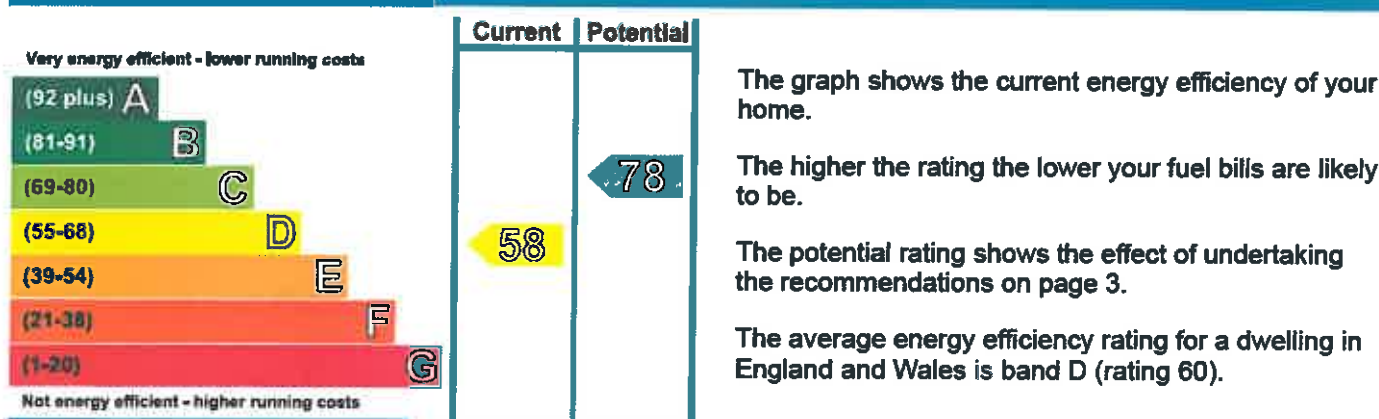 Current Potential
Very energy efficient - lower running costs
(92 plus) A
(81-91) B
(69-80) C
(55-68) D
(39-54) E
(21-38) F
(1-20) G
Not energy efficient - higher running costs
78
58
The graph shows the current energy efficiency of your
home.
The higher the rating the lower your fuel bills are likely
to be.
The potential rating shows the effect of undertaking
the recommendations on page 3.
The average energy efficiency rating for a dwelling in
England and Wales is band D (rating 60).